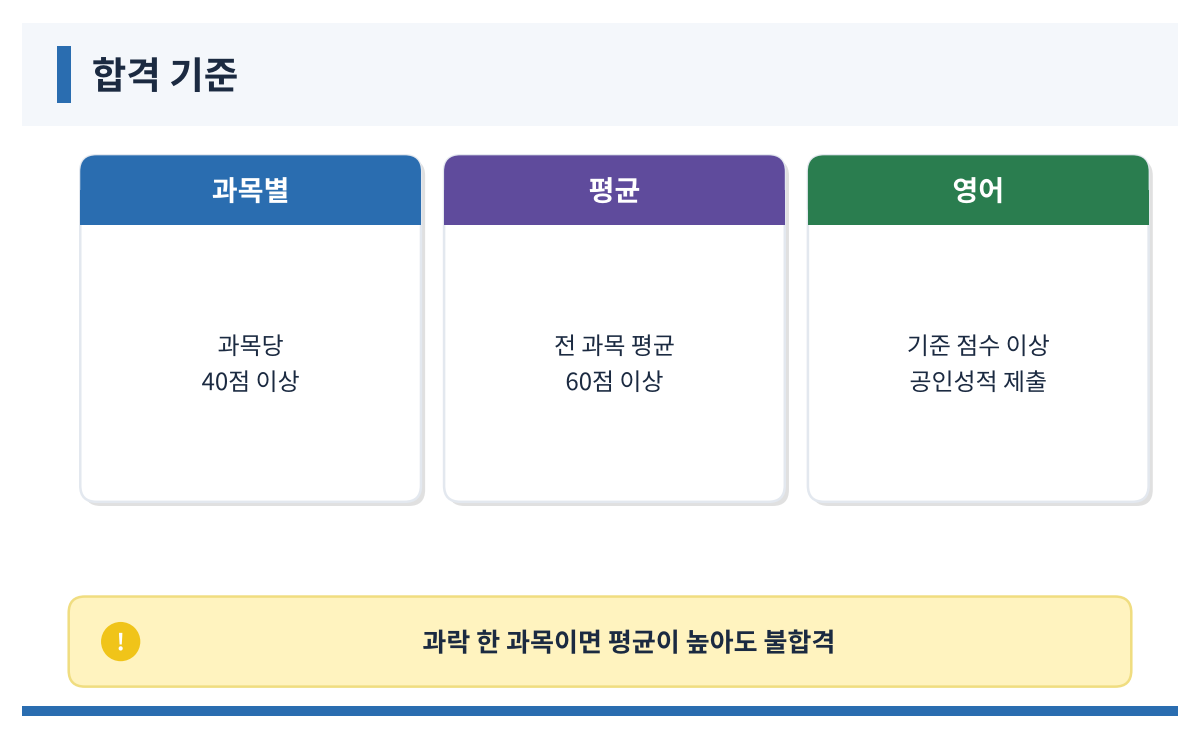 합격 기준
과목별
과목당
40점 이상
평균
전 과목 평균
60점 이상
영어
기준 점수 이상
공인성적 제출
!
과락 한 과목이면 평균이 높아도 불합격